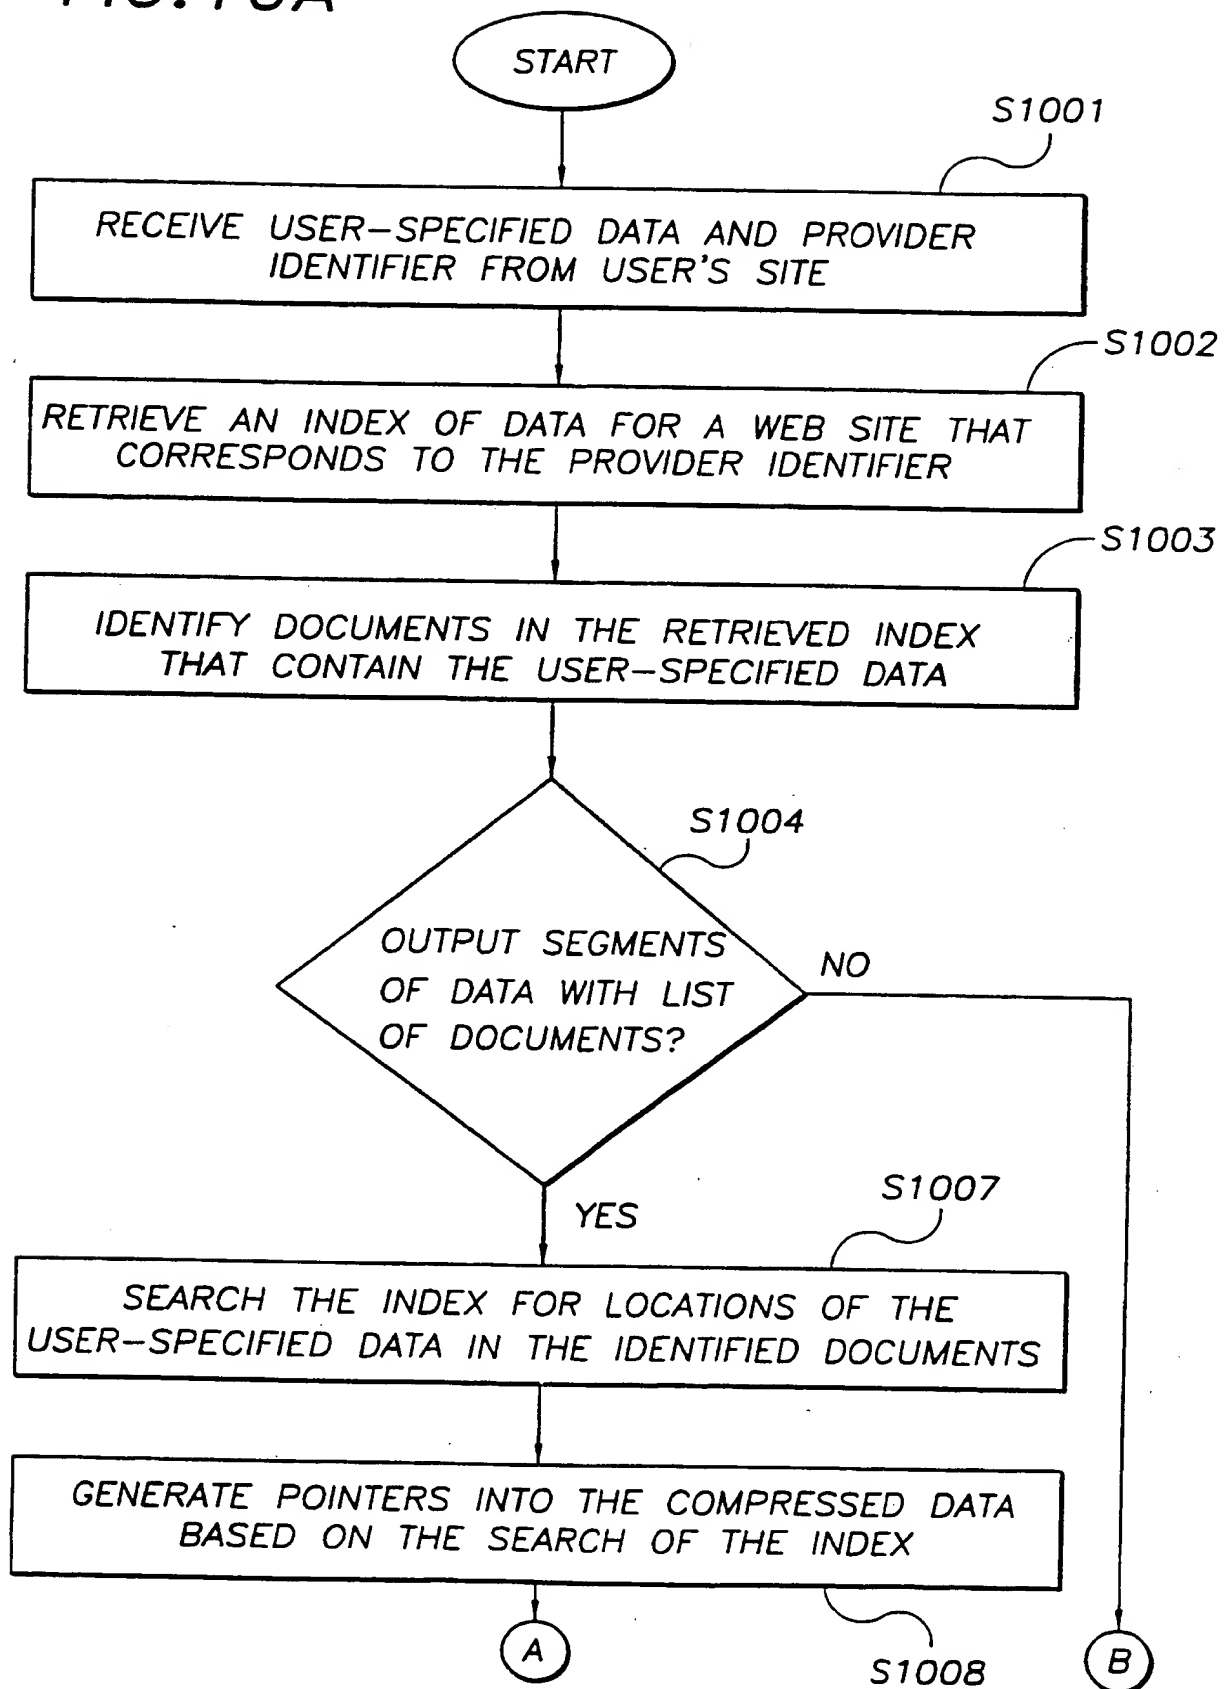 FIG. 10A
START
S1001
RECEIVE USER-SPECIFIED DATA AND PROVIDER
IDENTIFIER FROM USER'S SITE
S1002
RETRIEVE AN INDEX OF DATA FOR A WEB SITE THAT
CORRESPONDS TO THE PROVIDER IDENTIFIER
S1003
IDENTIFY DOCUMENTS IN THE RETRIEVED INDEX
THAT CONTAIN THE USER-SPECIFIED DATA
S1004
OUTPUT SEGMENTS
OF DATA WITH LIST
OF DOCUMENTS?
NO
YES
S1007
SEARCH THE INDEX FOR LOCATIONS OF THE
USER-SPECIFIED DATA IN THE IDENTIFIED DOCUMENTS
GENERATE POINTERS INTO THE COMPRESSED DATA
BASED ON THE SEARCH OF THE INDEX
A
S1008
B